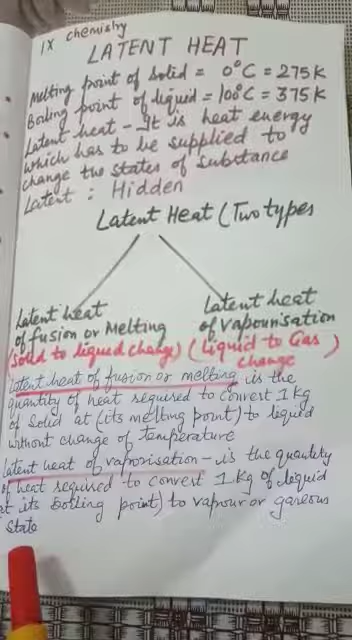 IX chemishy
LATENT HEAT
Melting point of solid = 0°C = 275K
Boiling point of liquid = 100°C = 375K
Latent heat - It is heat energy
which has to be supplied to
change the states of substance
Latent : Hidden
Latent Heat (Two types
Latent heat
of fusion or Melting
(solid to liquid change)
Latent heat
of vapourisation
(Liquid to Gas)
change
Latent heat of fusion or melting is the
quantity of heat required to convert 1 kg
of solid at (its melting point) to liquid
without change of temperature
Latent heat of vaporisation - is the quantity
of heat required to convert 1 kg of liquid
at its boiling point) to vapour or gaseous
state